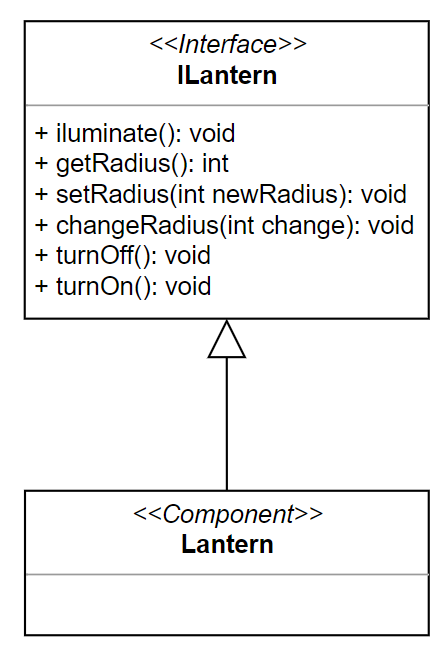 <<Interface>>
ILantern
+ iluminate(): void
+ getRadius(): int
+ setRadius(int newRadius): void
+ changeRadius(int change): void
+ turnOff(): void
+ turnOn(): void
<<Component>>
Lantern